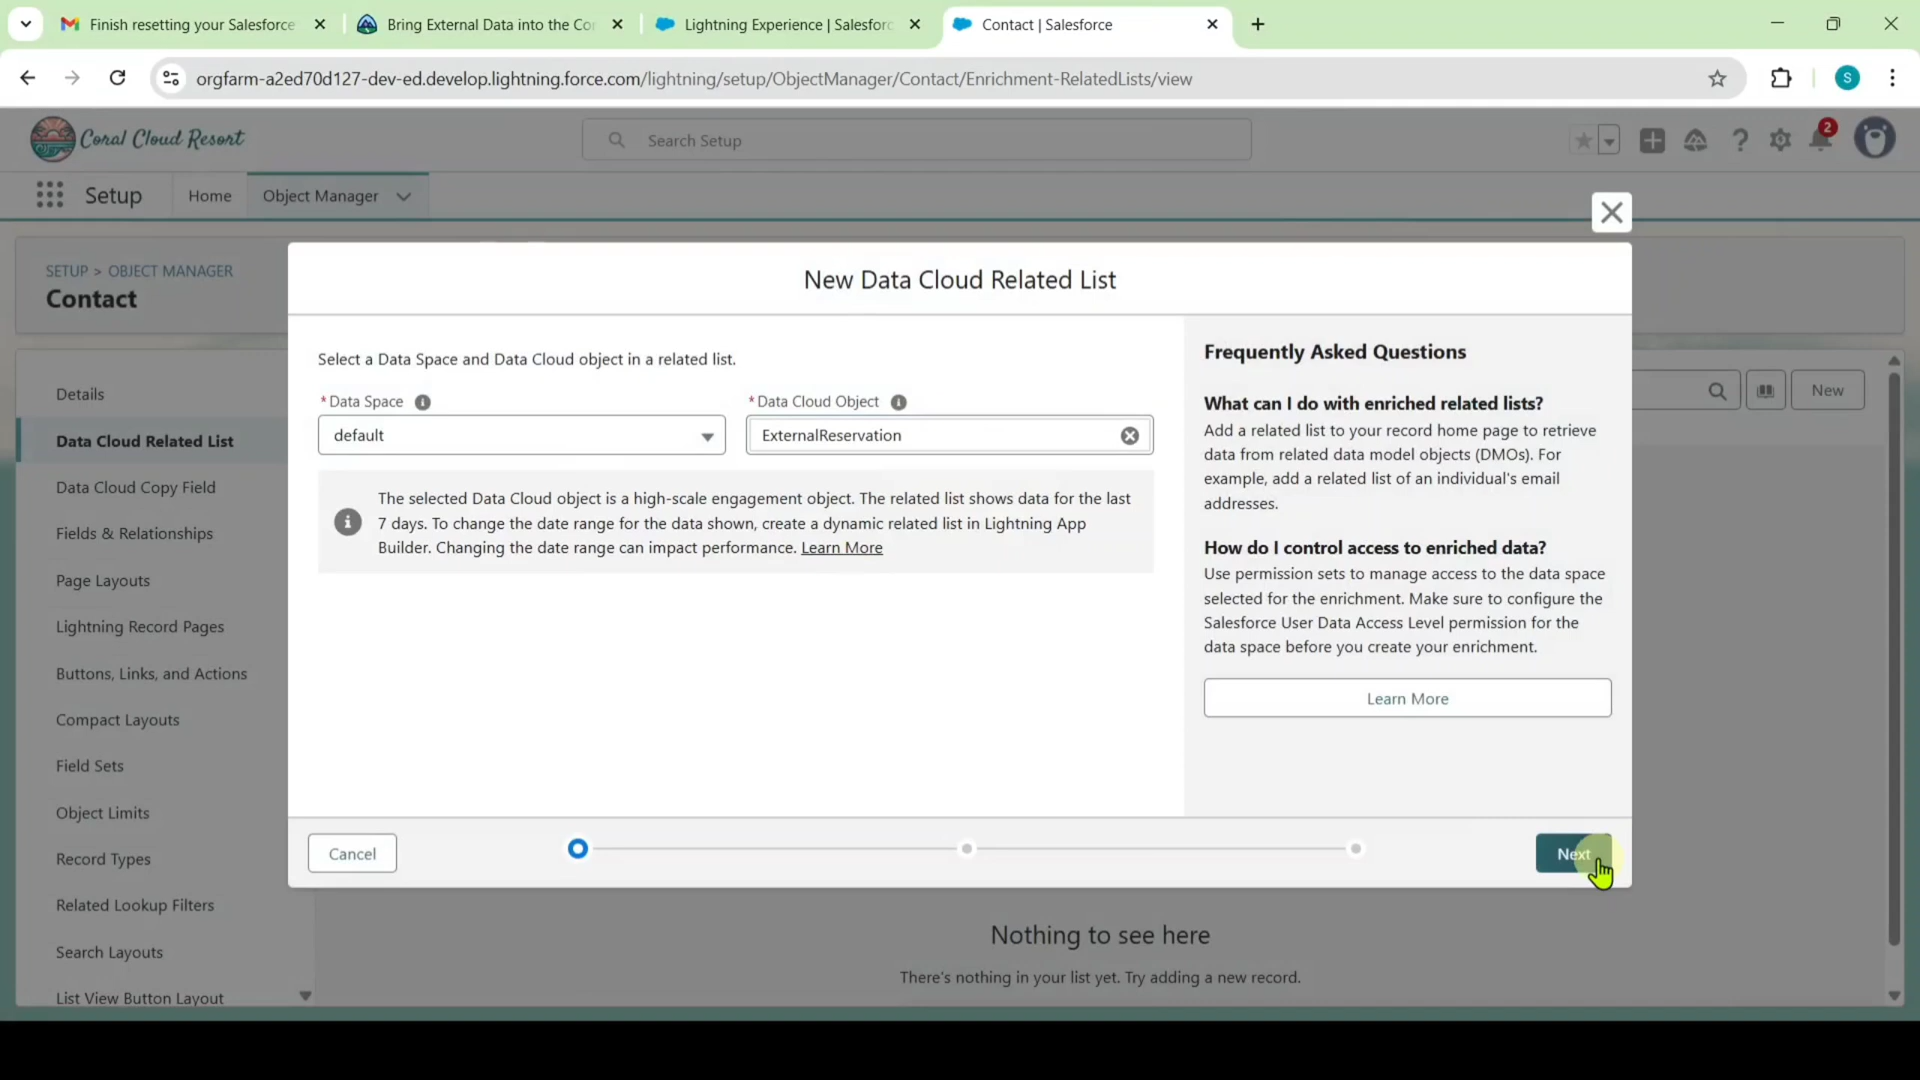 Finish resetting your Salesforce
Bring External Data into the Co
Lightning Experience | Salesforc
Contact | Salesforce
orgfarm-a2ed70d127-dev-ed.develop.lightning.force.com/lightning/setup/ObjectManager/Contact/Enrichment-RelatedLists/view
S
Coral Cloud Resort
Search Setup
2
Setup
Home
Object Manager
SETUP > OBJECT MANAGER
Contact
Details
Data Cloud Related List
Data Cloud Copy Field
Fields & Relationships
Page Layouts
Lightning Record Pages
Buttons, Links, and Actions
Compact Layouts
Field Sets
Object Limits
Record Types
Related Lookup Filters
Search Layouts
List View Button Layout
New
New Data Cloud Related List
Select a Data Space and Data Cloud object in a related list.
*Data Space
default
*Data Cloud Object
ExternalReservation
The selected Data Cloud object is a high-scale engagement object. The related list shows data for the last
7 days. To change the date range for the data shown, create a dynamic related list in Lightning App
Builder. Changing the date range can impact performance. Learn More
Frequently Asked Questions
What can I do with enriched related lists?
Add a related list to your record home page to retrieve
data from related data model objects (DMOs). For
example, add a related list of an individual's email
addresses.
How do I control access to enriched data?
Use permission sets to manage access to the data space
selected for the enrichment. Make sure to configure the
Salesforce User Data Access Level permission for the
data space before you create your enrichment.
Learn More
Cancel
Next
Nothing to see here
There's nothing in your list yet. Try adding a new record.